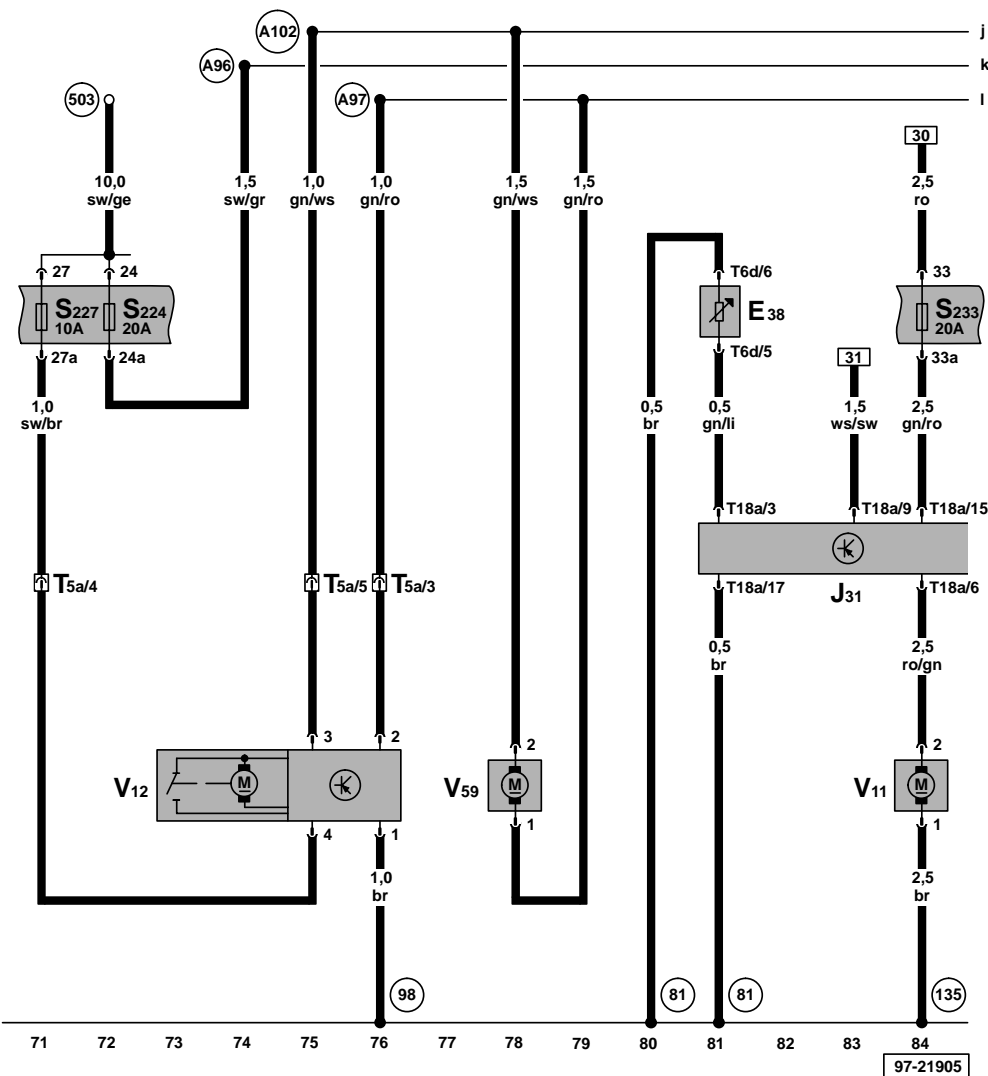 A102
j
A96
k
503
A97
l
30
10,0
sw/ge
1,5
sw/gr
1,0
gn/ws
1,0
gn/ro
1,5
gn/ws
1,5
gn/ro
2,5
ro
27
24
T6d/6
33
S227
10A
S224
20A
E38
S233
20A
27a
24a
T6d/5
31
33a
1,0
sw/br
0,5
br
0,5
gn/li
1,5
ws/sw
2,5
gn/ro
T18a/3
T18a/9
T18a/15
T5a/4
T5a/5
T5a/3
T18a/17
J31
T18a/6
0,5
br
2,5
ro/gn
3
2
2
2
V12
M
V59
M
V11
M
4
1
1
1
1,0
br
2,5
br
98
81
81
135
71 72 73 74 75 76 77 78 79 80 81 82 83 84
97-21905